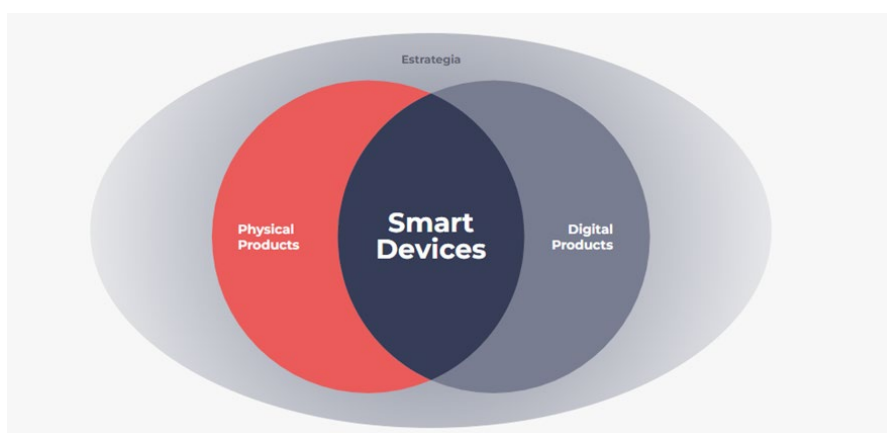 Estrategia
Physical
Products
Smart
Devices
Digital
Products